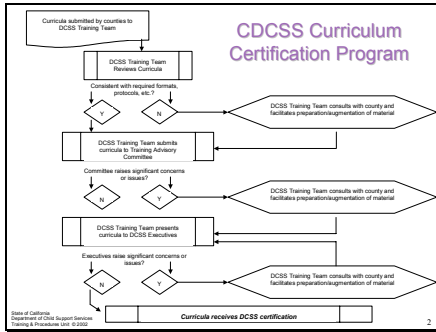 Curricula submitted by counties to
DCSS Training Team
CDCSS Curriculum
Certification Program
DCSS Training Team
Reviews Curricula
Consistent with required formats,
protocols, etc.?
Y
N
DCSS Training Team consults with county and
facilitates preparation/augmentation of material
DCSS Training Team submits
curricula to Training Advisory
Committee
Committee raises significant concerns
or issues?
N
Y
DCSS Training Team consults with county and
facilitates preparation/augmentation of material
DCSS Training Team presents
curricula to DCSS Executives
Executives raise significant concerns or
issues?
N
Y
DCSS Training Team consults with county and
facilitates preparation/augmentation of material
Curricula receives DCSS certification
State of California
Department of Child Support Services
Training & Procedures Unit © 2002
2